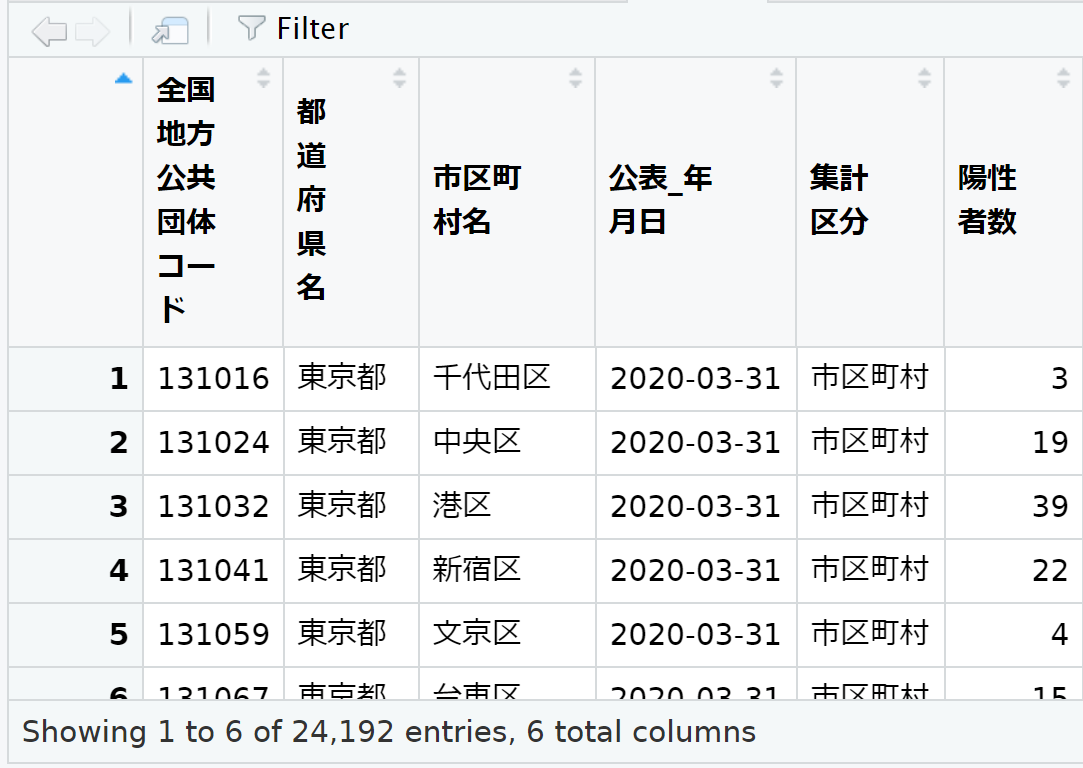 Filter
全国地方公共団体コード 都道府県名 市区町村名 公表_年月日 集計区分 陽性者数
1 131016 東京都 千代田区 2020-03-31 市区町村 3
2 131024 東京都 中央区 2020-03-31 市区町村 19
3 131032 東京都 港区 2020-03-31 市区町村 39
4 131041 東京都 新宿区 2020-03-31 市区町村 22
5 131059 東京都 文京区 2020-03-31 市区町村 4
6 131067 東京都 台東区 2020-03-31 市区町村 15
Showing 1 to 6 of 24,192 entries, 6 total columns